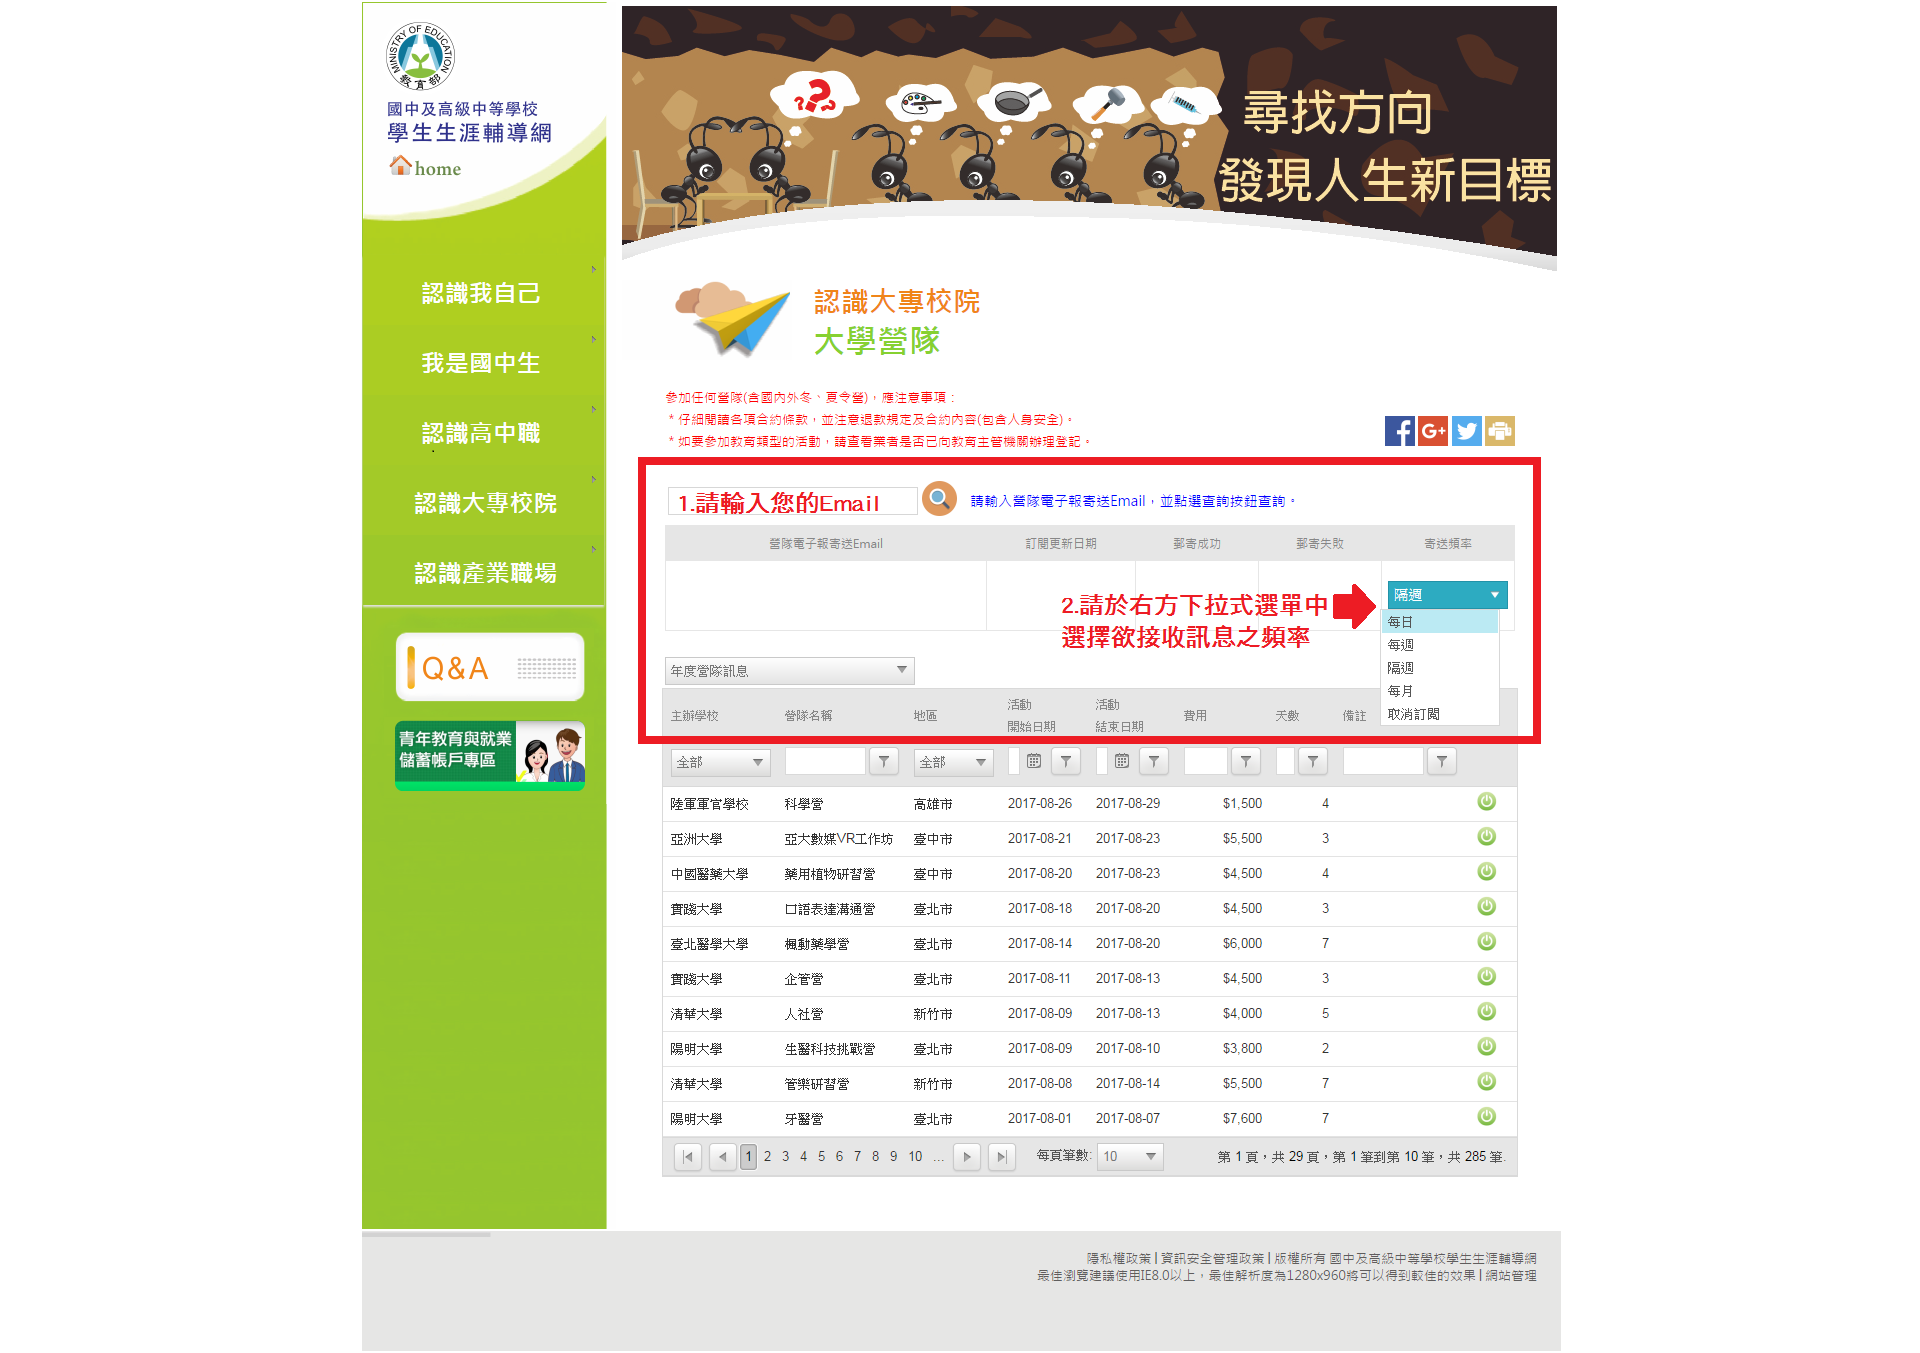 MINISTRY OF EDUCATION
教育部
國中及高級中等學校
學生生涯輔導網
home
認識我自己
我是國中生
認識高中職
認識大專校院
認識產業職場
Q&A
青年教育與就業
儲蓄帳戶專區
尋找方向
發現人生新目標
認識大專校院
大學營隊
參加任何營隊(含國內外冬、夏令營)，應注意事項：
* 仔細閱讀各項合約條款，並注意退款規定及合約內容(包含人身安全)。
* 如要參加教育類型的活動，請查看業者是否已向教育主管機關辦理登記。
1.請輸入您的Email
請輸入營隊電子報寄送Email，並點選查詢按鈕查詢。
營隊電子報寄送Email 訂閱更新日期 郵寄成功 郵寄失敗 寄送頻率
2.請於右方下拉式選單中
選擇欲接收訊息之頻率
隔週
每日
每週
隔週
每月
取消訂閱
年度營隊訊息
主辦學校 營隊名稱 地區 活動開始日期 活動結束日期 費用 天數 備註
全部 全部
陸軍軍官學校 科學營 高雄市 2017-08-26 2017-08-29 $1,500 4
亞洲大學 亞大數媒VR工作坊 臺中市 2017-08-21 2017-08-23 $5,500 3
中國醫藥大學 藥用植物研習營 臺中市 2017-08-20 2017-08-23 $4,500 4
實踐大學 口語表達溝通營 臺北市 2017-08-18 2017-08-20 $4,500 3
臺北醫學大學 楓動藥學營 臺北市 2017-08-14 2017-08-20 $6,000 7
實踐大學 企管營 臺北市 2017-08-11 2017-08-13 $4,500 3
清華大學 人社營 新竹市 2017-08-09 2017-08-13 $4,000 5
陽明大學 生醫科技挑戰營 臺北市 2017-08-09 2017-08-10 $3,800 2
清華大學 管樂研習營 新竹市 2017-08-08 2017-08-14 $5,500 7
陽明大學 牙醫營 臺北市 2017-08-01 2017-08-07 $7,600 7
1 2 3 4 5 6 7 8 9 10 ... 每頁筆數: 10 第 1 頁，共 29 頁，第 1 筆到第 10 筆，共 285 筆.
隱私權政策 | 資訊安全管理政策 | 版權所有 國中及高級中等學校學生生涯輔導網
最佳瀏覽建議使用IE8.0以上，最佳解析度為1280x960將可以得到較佳的效果 | 網站管理